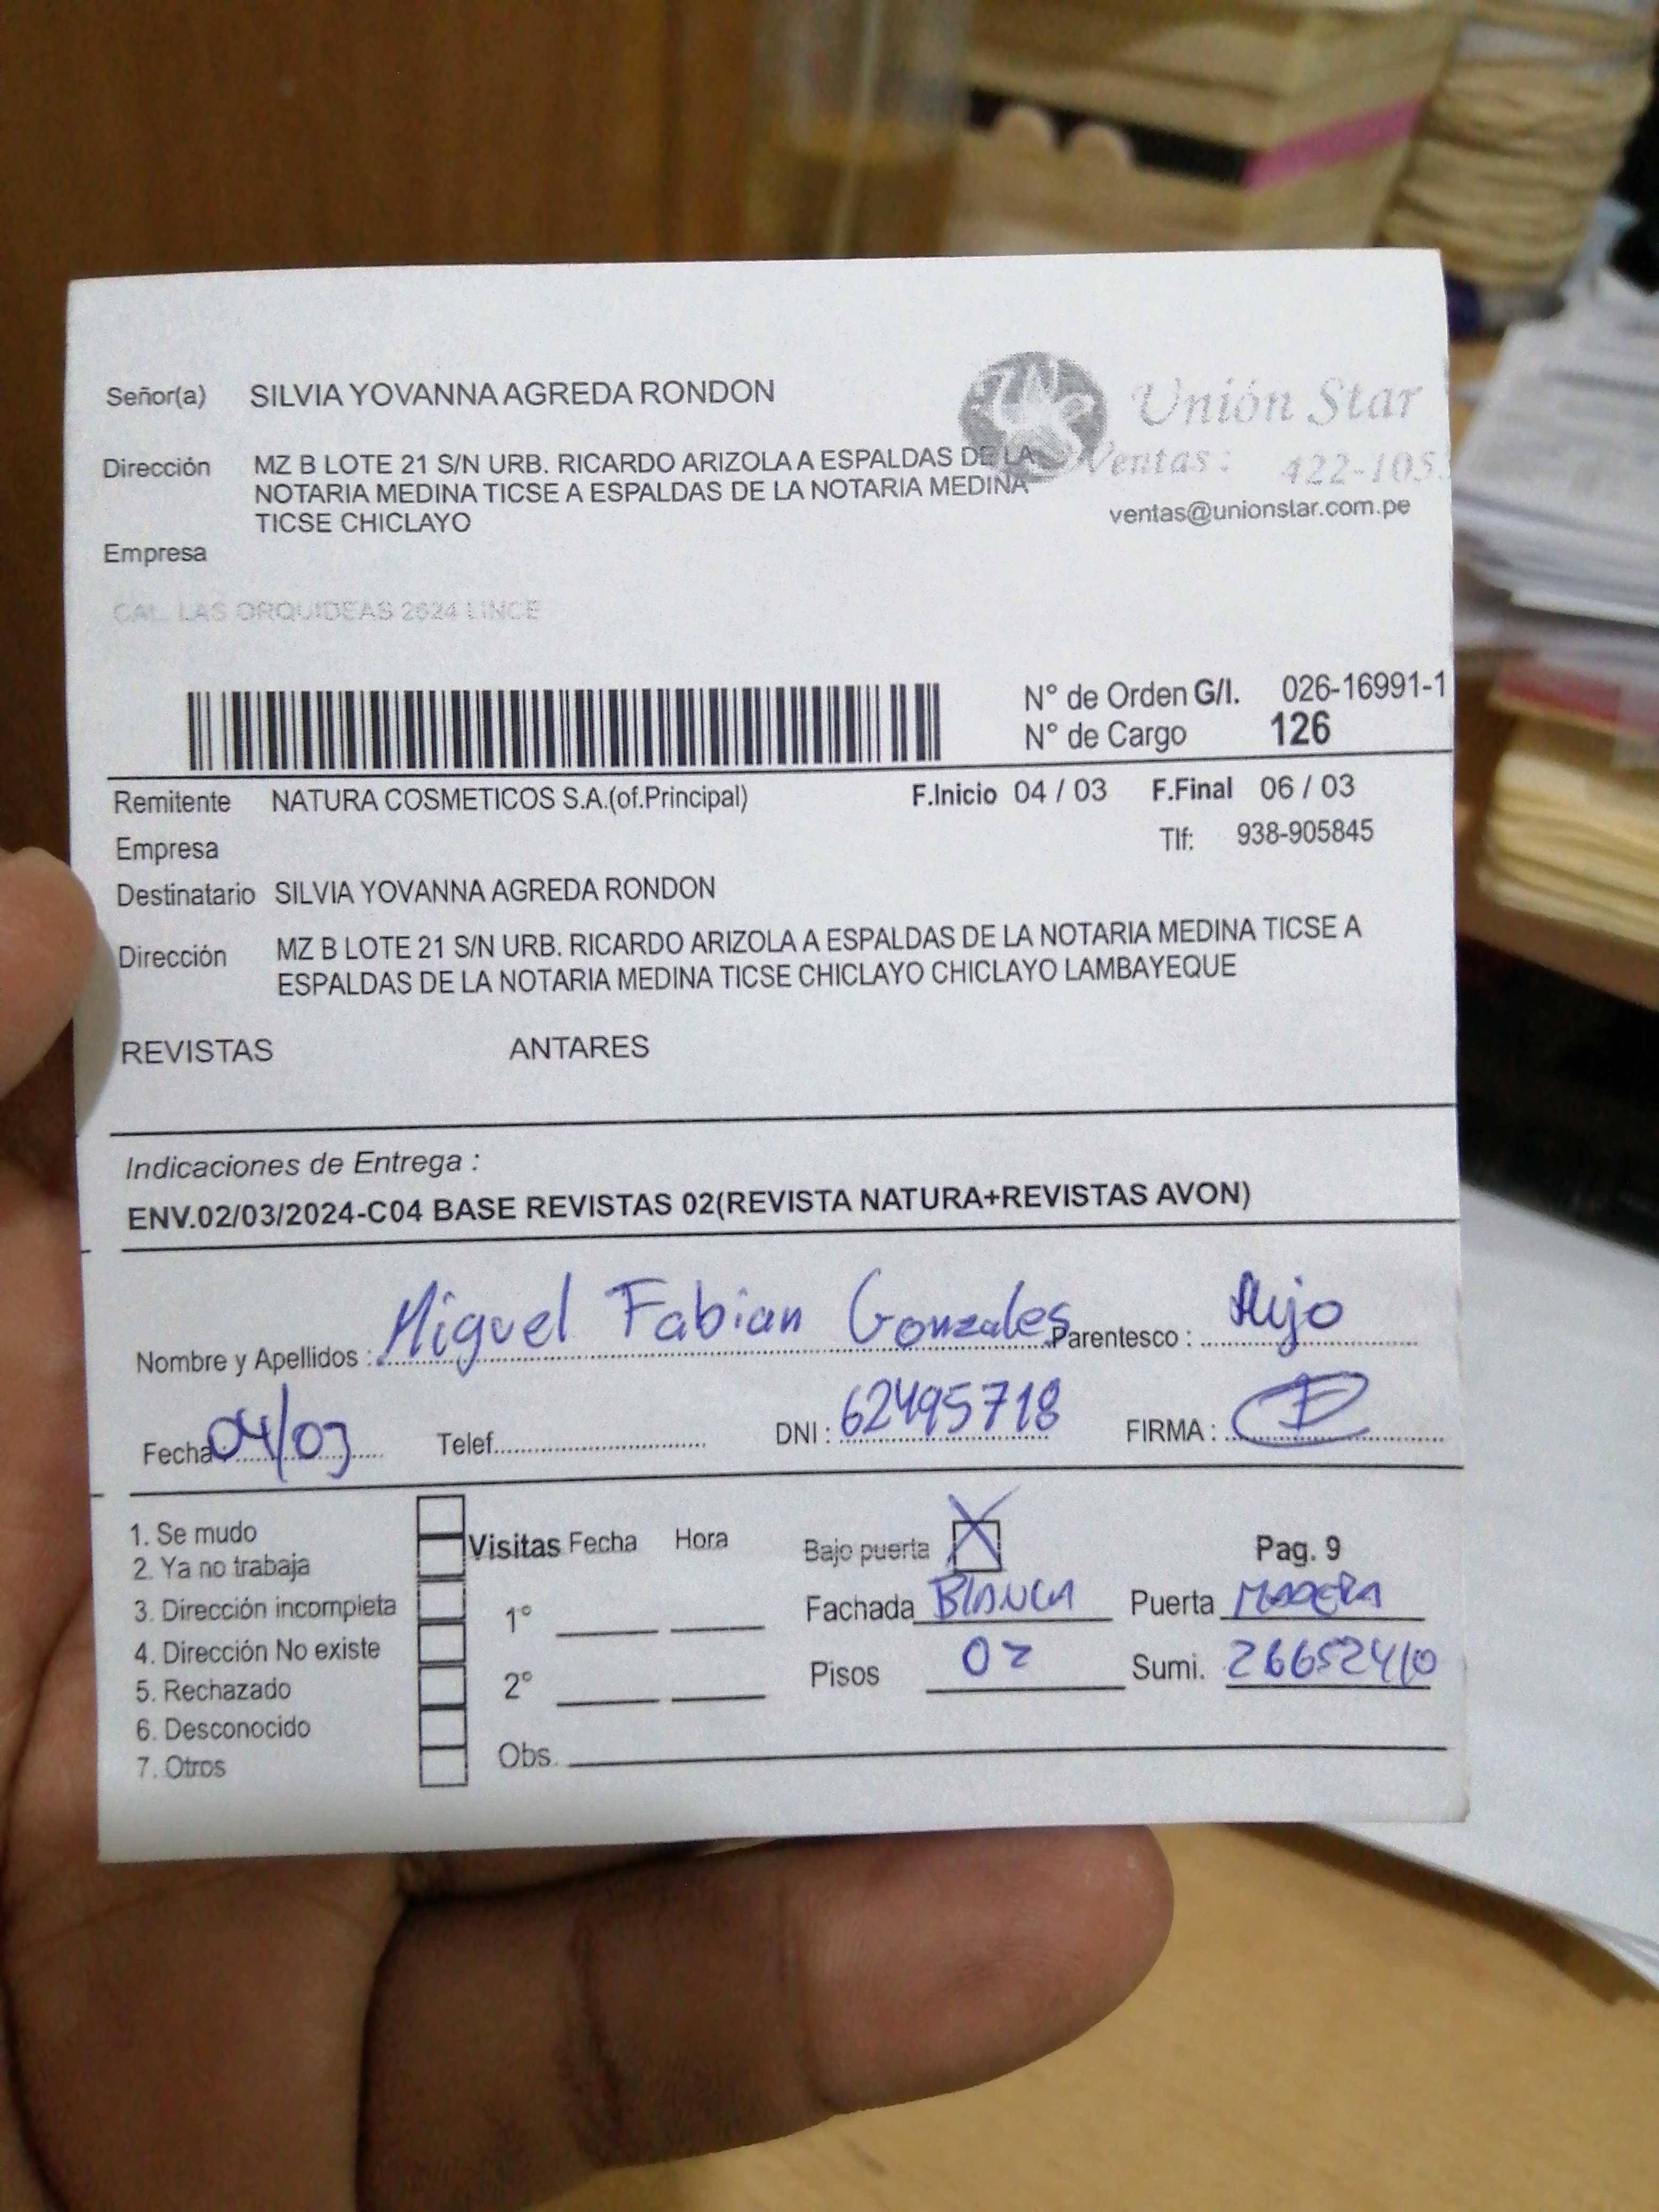 Señor(a) SILVIA YOVANNA AGREDA RONDON
Unión Star
Dirección MZ B LOTE 21 S/N URB. RICARDO ARIZOLA A ESPALDAS DE LA
NOTARIA MEDINA TICSE A ESPALDAS DE LA NOTARIA MEDINA
TICSE CHICLAYO
Ventas: 422-105
ventas@unionstar.com.pe
Empresa
CAL. LAS ORQUIDEAS 2624 LINCE
N° de Orden G/I. 026-16991-1
N° de Cargo 126
Remitente NATURA COSMETICOS S.A.(of.Principal) F.Inicio 04 / 03 F.Final 06 / 03
Empresa Tlf: 938-905845
Destinatario SILVIA YOVANNA AGREDA RONDON
Dirección MZ B LOTE 21 S/N URB. RICARDO ARIZOLA A ESPALDAS DE LA NOTARIA MEDINA TICSE A
ESPALDAS DE LA NOTARIA MEDINA TICSE CHICLAYO CHICLAYO LAMBAYEQUE
REVISTAS ANTARES
Indicaciones de Entrega :
ENV.02/03/2024-C04 BASE REVISTAS 02(REVISTA NATURA+REVISTAS AVON)
Nombre y Apellidos : Miguel Fabian Gonzales Parentesco : Hijo
Fecha 04/03 Telef. DNI : 62495718 FIRMA :
1. Se mudo
2. Ya no trabaja
3. Dirección incompleta
4. Dirección No existe
5. Rechazado
6. Desconocido
7. Otros
Visitas Fecha Hora
1°
2°
Obs.
Bajo puerta X Pag. 9
Fachada BLANCA Puerta MADERA
Pisos 02 Sumi. 26652410